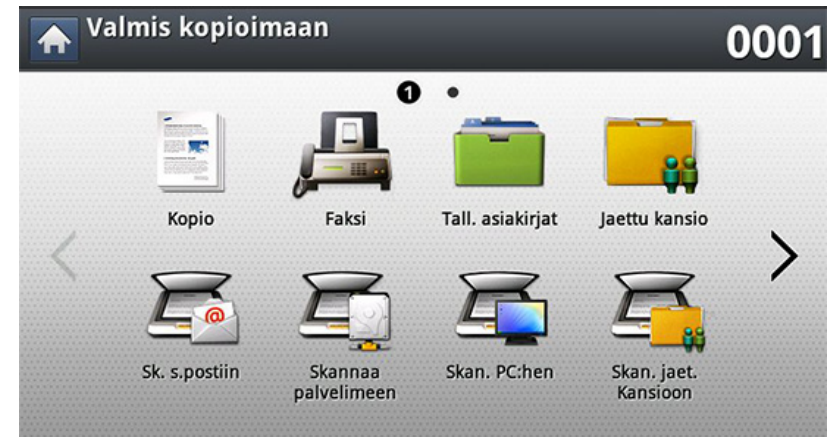 Valmis kopioimaan
0001
1
Kopio
Faksi
Tall. asiakirjat
Jaettu kansio
@
Sk. s.postiin
Skannaa
palvelimeen
Skan. PC:hen
Skan. jaet.
Kansioon